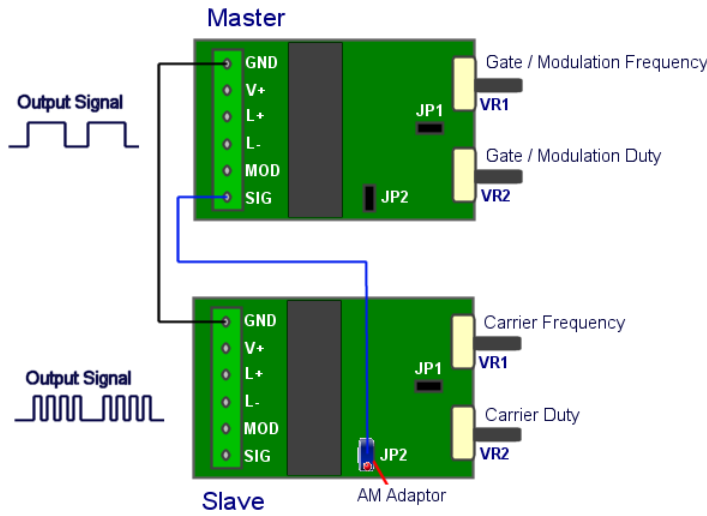 Master
GND
V+
L+
L-
MOD
SIG
JP1
JP2
Gate / Modulation Frequency
VR1
Gate / Modulation Duty
VR2
Output Signal
GND
V+
L+
L-
MOD
SIG
JP1
JP2
Carrier Frequency
VR1
Carrier Duty
VR2
Output Signal
AM Adaptor
Slave